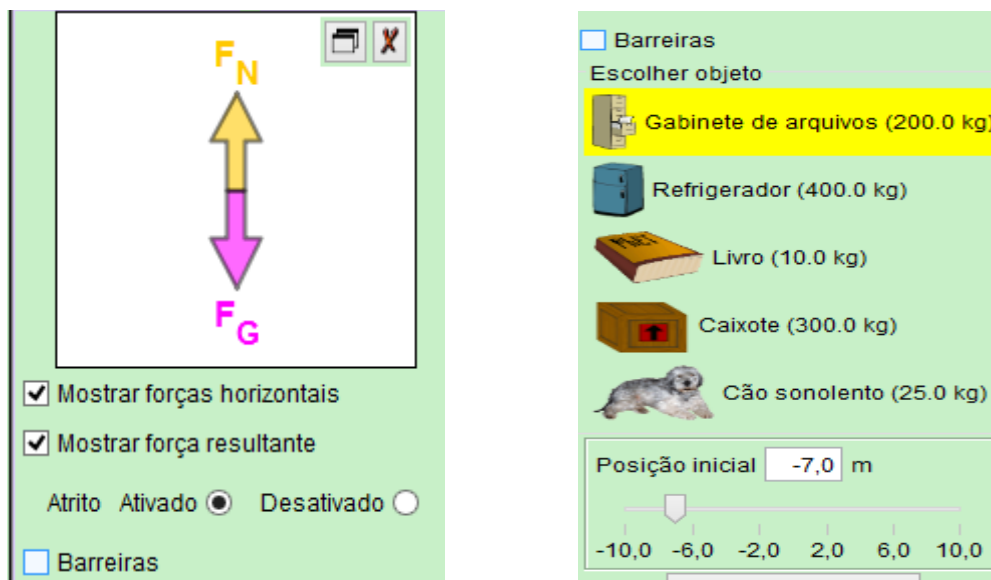 F N
F G
Mostrar forças horizontais
Mostrar força resultante
Atrito Ativado Desativado
Barreiras
Barreiras
Escolher objeto
Gabinete de arquivos (200.0 kg)
Refrigerador (400.0 kg)
Livro (10.0 kg)
Caixote (300.0 kg)
Cão sonolento (25.0 kg)
Posição inicial -7,0 m
-10,0 -6,0 -2,0 2,0 6,0 10,0